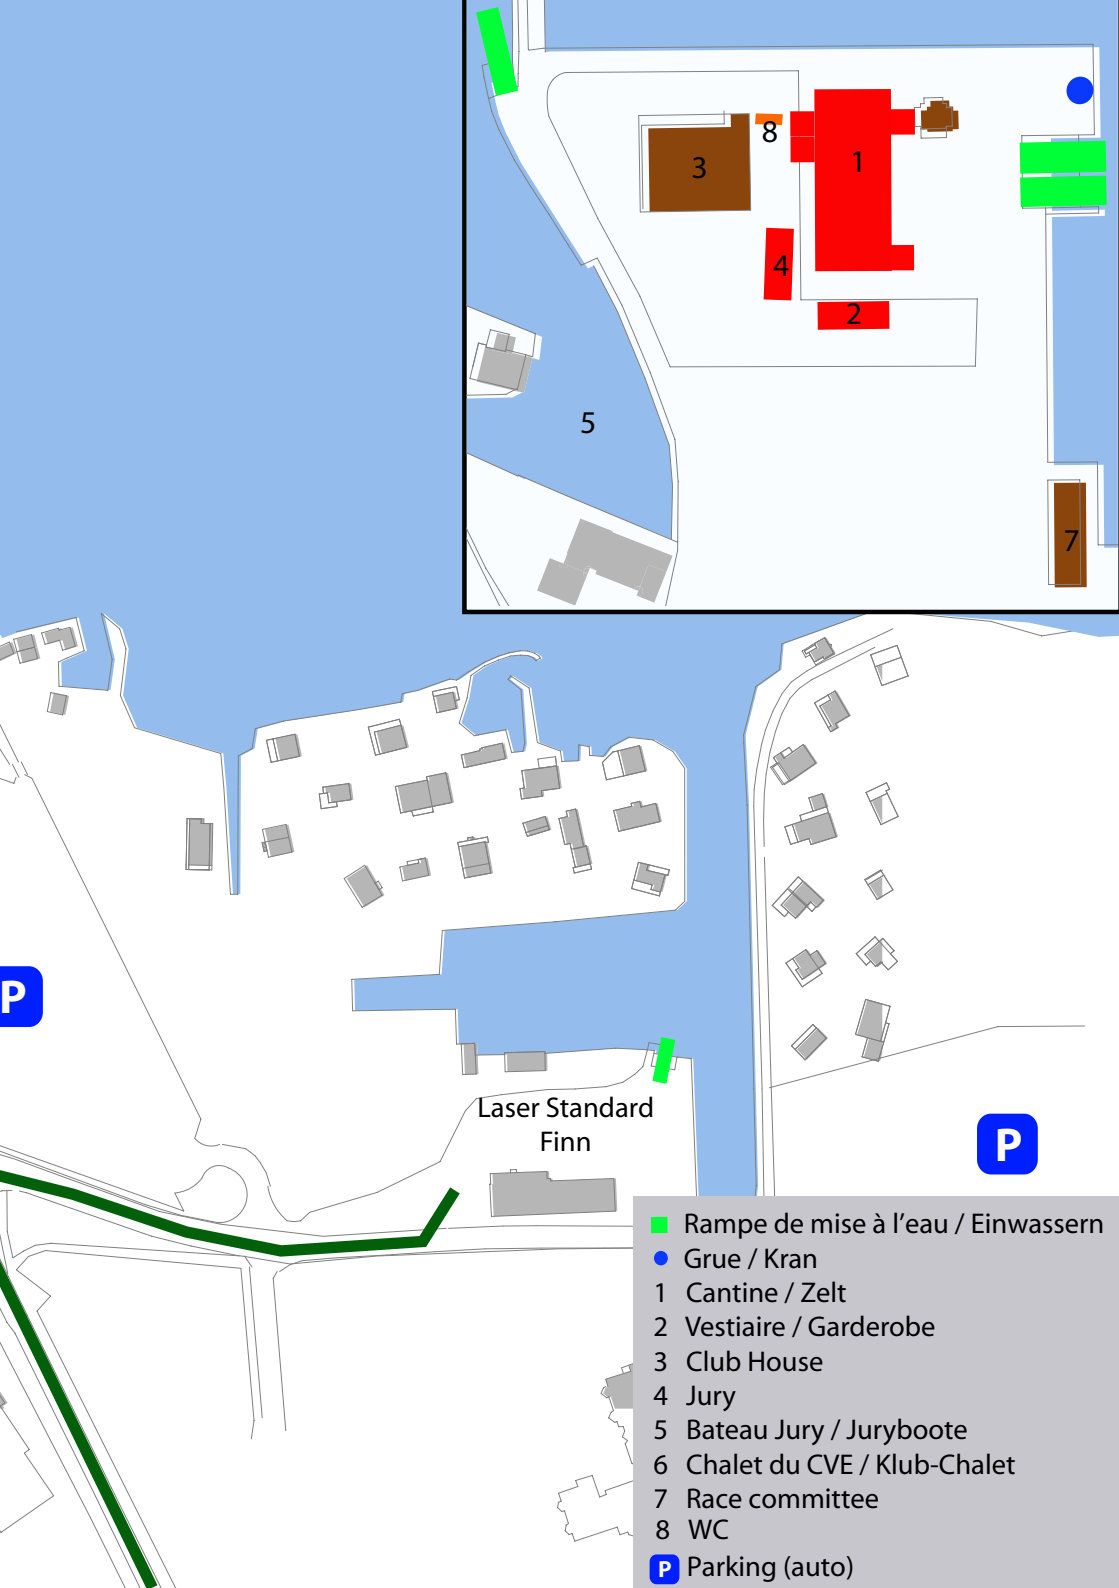 8
3
1
4
2
5
7
P
Laser Standard
Finn
P
Rampe de mise à l'eau / Einwassern
Grue / Kran
1 Cantine / Zelt
2 Vestiaire / Garderobe
3 Club House
4 Jury
5 Bateau Jury / Juryboote
6 Chalet du CVE / Klub-Chalet
7 Race committee
8 WC
P Parking (auto)